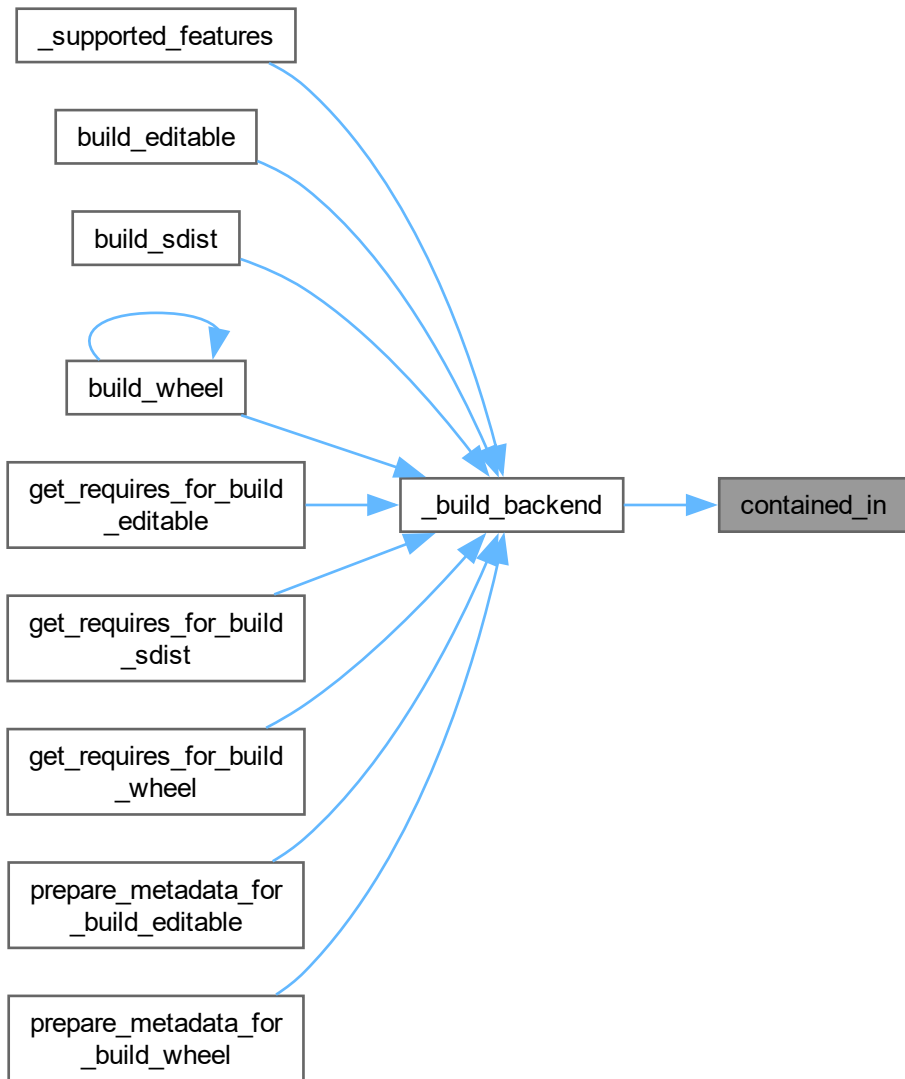 _supported_features
build_editable
build_sdist
build_wheel
get_requires_for_build
_editable
_build_backend
contained_in
get_requires_for_build
_sdist
get_requires_for_build
_wheel
prepare_metadata_for
_build_editable
prepare_metadata_for
_build_wheel